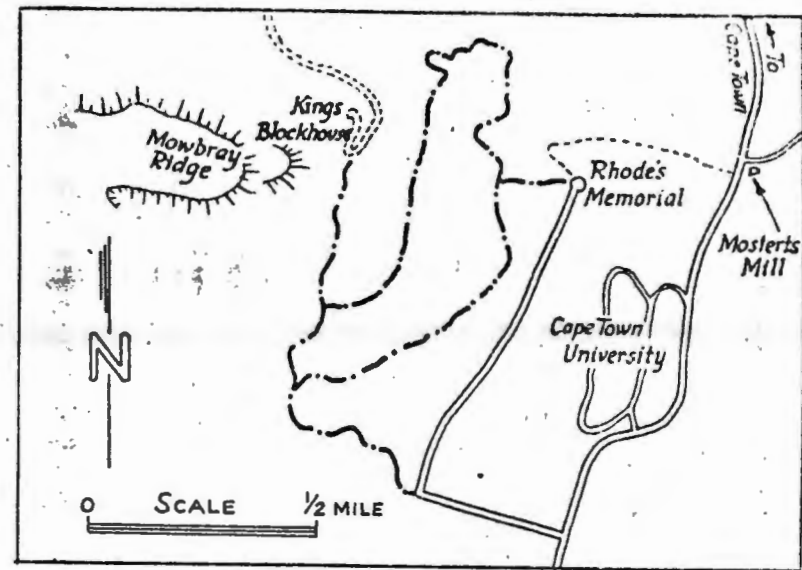 To
Cape Town
Kings
Blockhouse
Mowbray
Ridge
Rhode's
Memorial
Mosterts
Mill
Cape Town
University
N
0 SCALE ½ MILE